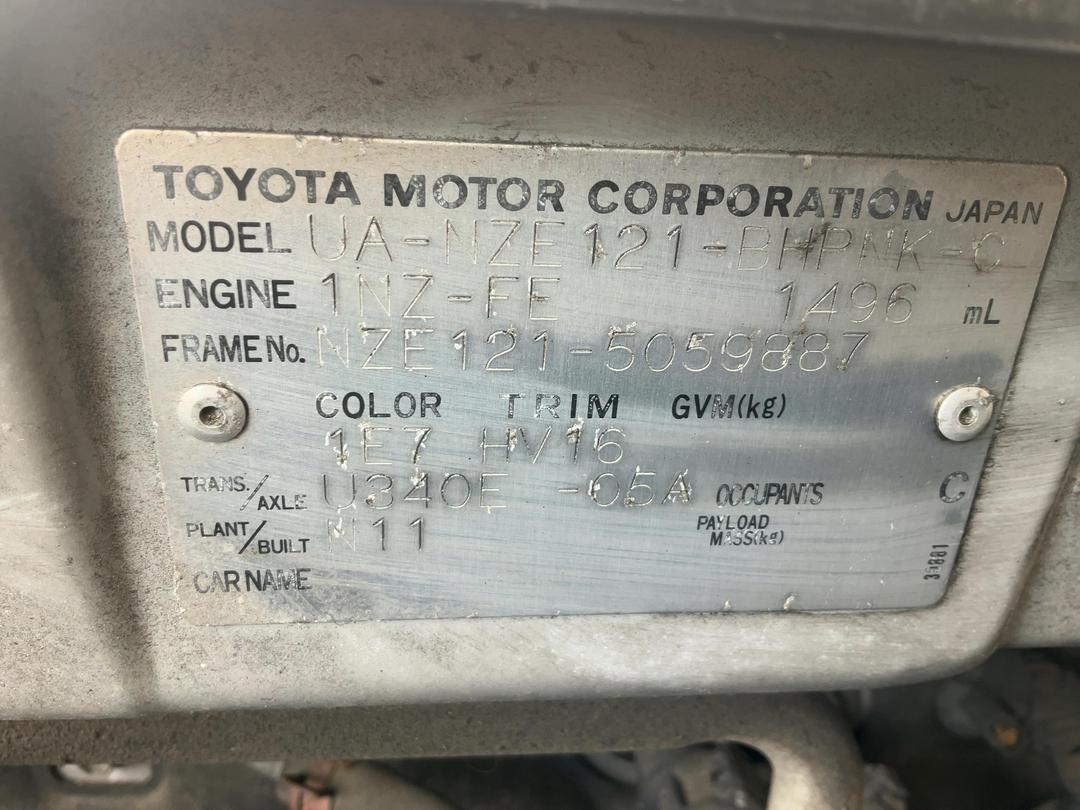 TOYOTA MOTOR CORPORATION JAPAN
MODEL UA-NZE121-BHPNK-C
ENGINE 1NZ-FE 1496 mL
FRAME No. NZE121-5059887
COLOR TRIM GVM(kg)
1E7 HV16
TRANS./AXLE U340E -05A OCCUPANTS C
PLANT/BUILT N11 PAYLOAD MASS(kg)
CAR NAME